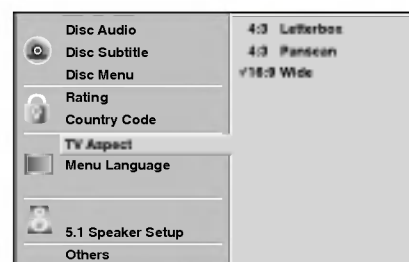 Disc Audio
Disc Subtitle
Disc Menu
Rating
Country Code
TV Aspect
Menu Language
5.1 Speaker Setup
Others
4:3 Letterbox
4:3 Panscan
✓16:9 Wide